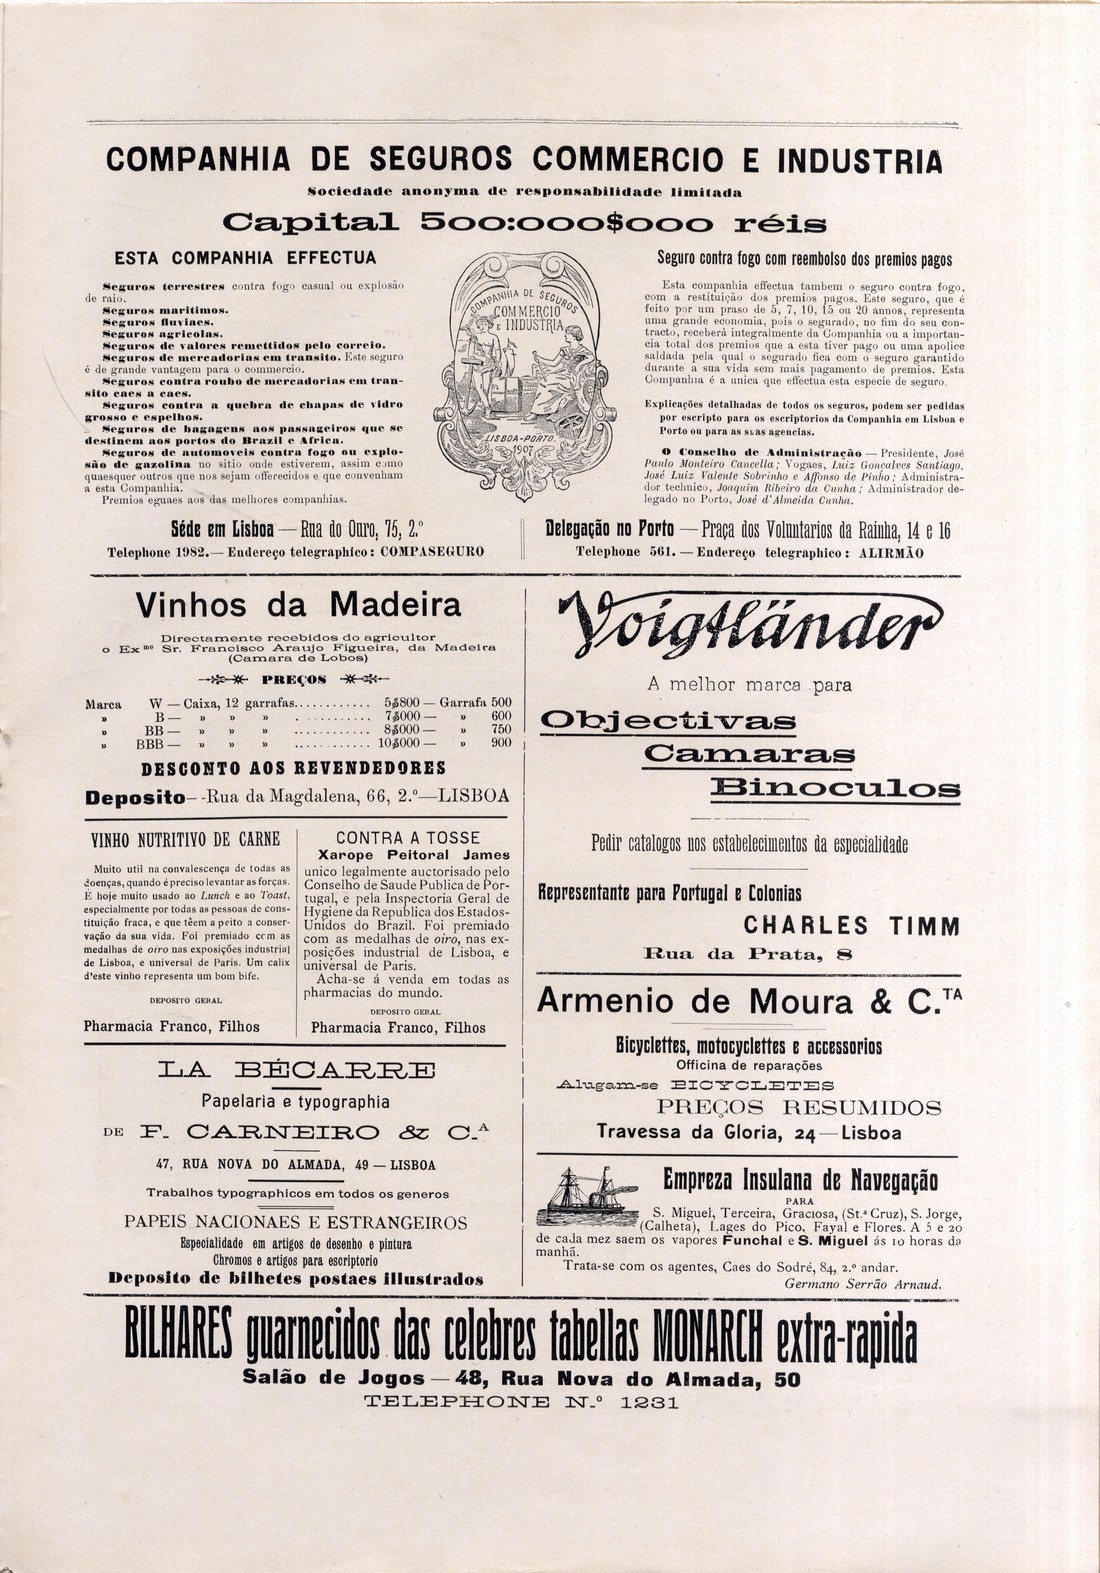 COMPANHIA DE SEGUROS COMMERCIO E INDUSTRIA
Sociedade anonyma de responsabilidade limitada
Capital 500:000$000 réis
ESTA COMPANHIA EFFECTUA
Seguros terrestres contra fogo casual ou explosão
de raio.
Seguros maritimos.
Seguros fluviaes.
Seguros agricolas.
Seguros de valores remettidos pelo correio.
Seguros de mercadorias em transito. Este seguro
é de grande vantagem para o commercio.
Seguros contra roubo de mercadorias em tran-
sito caes a caes.
Seguros contra a quebra de chapas de vidro
grosso e espelhos.
Seguros de bagagens aos passageiros que se
destinem aos portos do Brazil e Africa.
Seguros de automoveis contra fogo ou explo-
são de gazolina no sitio onde estiverem, assim como
quaesquer outros que nos sejam offerecidos e que convenham
a esta Companhia.
Premios eguaes aos das melhores companhias.
COMPANHIA DE SEGUROS
COMMERCIO
E INDUSTRIA
LISBOA-PORTO.
1907
Seguro contra fogo com reembolso dos premios pagos
Esta companhia effectua tambem o seguro contra fogo,
com a restituição dos premios pagos. Este seguro, que é
feito por um praso de 5, 7, 10, 15 ou 20 annos, representa
uma grande economia, pois o segurado, no fim do seu con-
tracto, receberá integralmente da Companhia ou a importan-
cia total dos premios que a esta tiver pago ou uma apolice
saldada pela qual o segurado fica com o seguro garantido
durante a sua vida sem mais pagamento de premios. Esta
Companhia é a unica que effectua esta especie de seguro.
Explicações detalhadas de todos os seguros, podem ser pedidas
por escripto para os escriptorios da Companhia em Lisboa e
Porto ou para as suas agencias.
O Conselho de Administração — Presidente, José
Paulo Monteiro Cancella; Vogaes, Luiz Gonçalves Santiago,
José Luiz Valente Sobrinho e Affonso de Pinho; Administra-
dor technico, Joaquim Ribeiro da Cunha; Administrador de-
legado no Porto, José d'Almeida Cunha.
Séde em Lisboa — Rua do Ouro, 75, 2.º
Telephone 1982. — Endereço telegraphico: COMPASEGURO
Delegação no Porto — Praça dos Voluntarios da Rainha, 14 e 16
Telephone 561. — Endereço telegraphico: ALIRMÃO
Vinhos da Madeira
Directamente recebidos do agricultor
o Exmo Sr. Francisco Araujo Figueira, da Madeira
(Camara de Lobos)
PREÇOS
Marca W — Caixa, 12 garrafas............ 5$800 — Garrafa 500
» B — » » » ............ 7$000 — » 600
» BB — » » » ............ 8$000 — » 750
» BBB — » » » ............ 10$000 — » 900
DESCONTO AOS REVENDEDORES
Deposito — Rua da Magdalena, 66, 2.º — LISBOA
VINHO NUTRITIVO DE CARNE
Muito util na convalescença de todas as
doenças, quando é preciso levantar as forças.
É hoje muito usado ao Lunch e ao Toast,
especialmente por todas as pessoas de cons-
tituição fraca, e que têem a peito a conser-
vação da sua vida. Foi premiado com as
medalhas de oiro nas exposições industrial
de Lisboa, e universal de Paris. Um calix
d'este vinho representa um bom bife.
DEPOSITO GERAL
Pharmacia Franco, Filhos
CONTRA A TOSSE
Xarope Peitoral James
unico legalmente auctorisado pelo
Conselho de Saude Publica de Por-
tugal, e pela Inspectoria Geral de
Hygiene da Republica dos Estados-
Unidos do Brazil. Foi premiado
com as medalhas de oiro, nas ex-
posições industrial de Lisboa, e
universal de Paris.
Acha-se á venda em todas as
pharmacias do mundo.
DEPOSITO GERAL
Pharmacia Franco, Filhos
LA BÉCARRE
Papelaria e typographia
DE F. CARNEIRO & C.A
47, RUA NOVA DO ALMADA, 49 — LISBOA
Trabalhos typographicos em todos os generos
PAPEIS NACIONAES E ESTRANGEIROS
Especialidade em artigos de desenho e pintura
Chromos e artigos para escriptorio
Deposito de bilhetes postaes illustrados
Voigtländer
A melhor marca para
Objectivas
Camaras
Binoculos
Pedir catalogos nos estabelecimentos da especialidade
Representante para Portugal e Colonias
CHARLES TIMM
Rua da Prata, 8
Armenio de Moura & C.TA
Bicyclettes, motocyclettes e accessorios
Officina de reparações
Alugam-se BICYCLETES
PREÇOS RESUMIDOS
Travessa da Gloria, 24 — Lisboa
Empreza Insulana de Navegação
PARA
S. Miguel, Terceira, Graciosa, (St.ª Cruz), S. Jorge,
(Calheta), Lages do Pico, Fayal e Flores. A 5 e 20
de cada mez saem os vapores Funchal e S. Miguel ás 10 horas da
manhã.
Trata-se com os agentes, Caes do Sodré, 84, 2.º andar.
Germano Serrão Arnaud.
BILHARES guarnecidos das celebres tabellas MONARCH extra-rapida
Salão de Jogos — 48, Rua Nova do Almada, 50
TELEPHONE N.º 1231